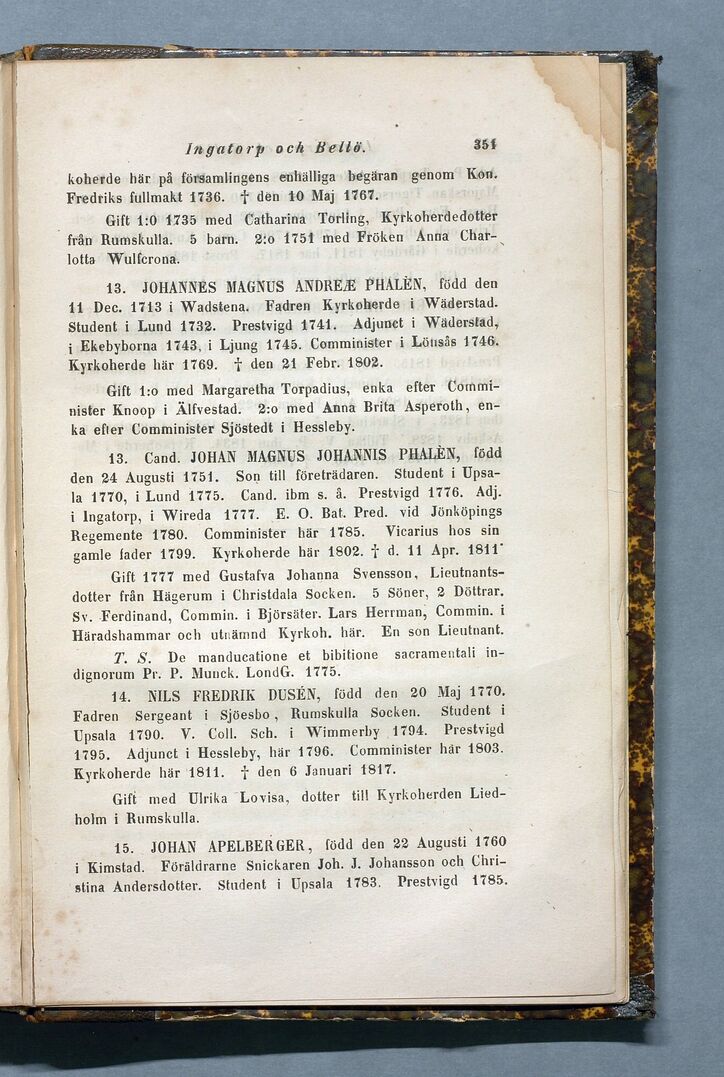 Ingatorp och Bellö. 351
koherde här på församlingens enhälliga begäran genom Kon.
Fredriks fullmakt 1736. † den 10 Maj 1767.
Gift 1:o 1735 med Catharina Torling, Kyrkoherdedotter
från Rumskulla. 5 barn. 2:o 1751 med Fröken Anna Char-
lotta Wulfcrona.
13. JOHANNES MAGNUS ANDREÆ PHALÈN, född den
11 Dec. 1713 i Wadstena. Fadren Kyrkoherde i Wäderstad.
Student i Lund 1732. Prestvigd 1741. Adjunct i Wäderstad,
i Ekebyborna 1743, i Ljung 1745. Comminister i Lönsås 1746.
Kyrkoherde här 1769. † den 21 Febr. 1802.
Gift 1:o med Margaretha Torpadius, enka efter Commi-
nister Knoop i Älfvestad. 2:o med Anna Brita Asperoth, en-
ka efter Comminister Sjöstedt i Hessleby.
13. Cand. JOHAN MAGNUS JOHANNIS PHALÈN, född
den 24 Augusti 1751. Son till företrädaren. Student i Upsa-
la 1770, i Lund 1775. Cand. ibm s. å. Prestvigd 1776. Adj.
i Ingatorp, i Wireda 1777. E. O. Bat. Pred. vid Jönköpings
Regemente 1780. Comminister här 1785. Vicarius hos sin
gamle fader 1799. Kyrkoherde här 1802. † d. 11 Apr. 1811·
Gift 1777 med Gustafva Johanna Svensson, Lieutnants-
dotter från Hägerum i Christdala Socken. 5 Söner, 2 Döttrar.
Sv. Ferdinand, Commin. i Björsäter. Lars Herrman, Commin. i
Häradshammar och utnämnd Kyrkoh. här. En son Lieutnant.
T. S. De manducatione et bibitione sacramentali in-
dignorum Pr. P. Munck. LondG. 1775.
14. NILS FREDRIK DUSÉN, född den 20 Maj 1770.
Fadren Sergeant i Sjöesbo, Rumskulla Socken. Student i
Upsala 1790. V. Coll. Sch. i Wimmerby 1794. Prestvigd
1795. Adjunct i Hessleby, här 1796. Comminister här 1803.
Kyrkoherde här 1811. † den 6 Januari 1817.
Gift med Ulrika Lovisa, dotter till Kyrkoherden Lied-
holm i Rumskulla.
15. JOHAN APELBERGER, född den 22 Augusti 1760
i Kimstad. Föräldrarne Snickaren Joh. J. Johansson och Chri-
stina Andersdotter. Student i Upsala 1783. Prestvigd 1785.